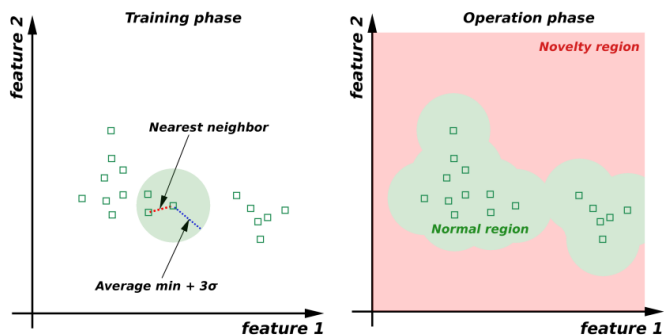 Training phase
feature 2
Nearest neighbor
Average min + 3σ
feature 1
Operation phase
feature 2
Novelty region
Normal region
feature 1